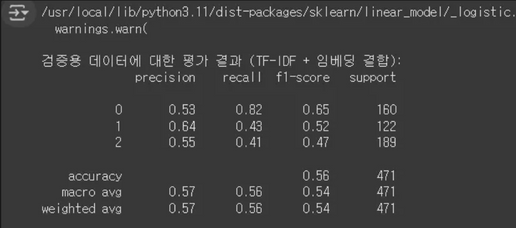 /usr/local/lib/python3.11/dist-packages/sklearn/linear_model/_logistic.
warnings.warn(
검증용 데이터에 대한 평가 결과 (TF-IDF + 임베딩 결합):
precision recall f1-score support
0 0.53 0.82 0.65 160
1 0.64 0.43 0.52 122
2 0.55 0.41 0.47 189
accuracy 0.56 471
macro avg 0.57 0.56 0.54 471
weighted avg 0.57 0.56 0.54 471